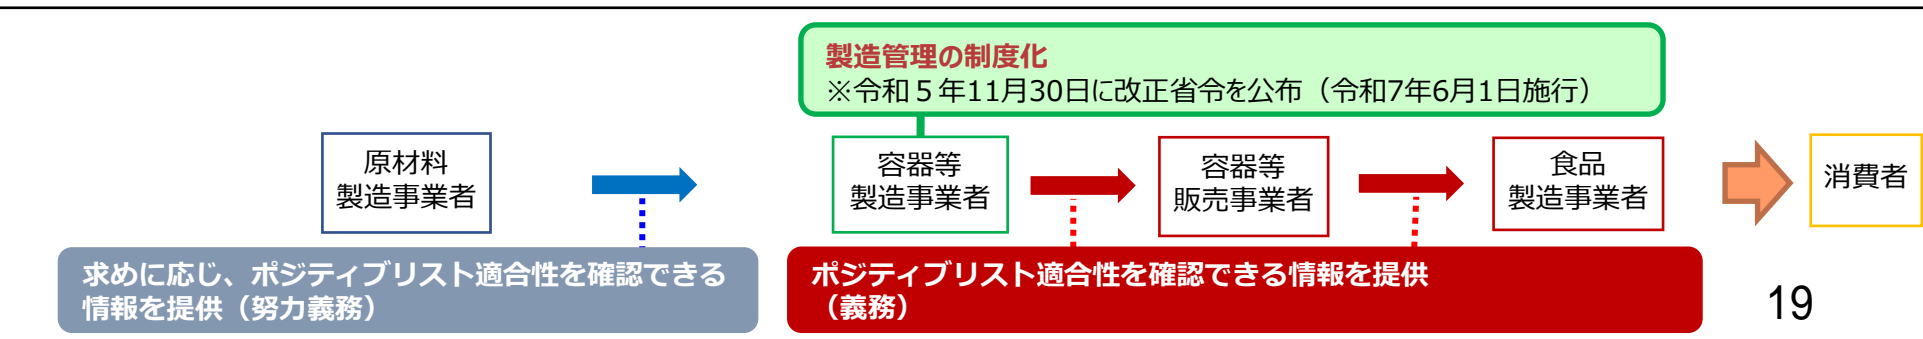 製造管理の制度化
※令和５年11月30日に改正省令を公布（令和7年6月1日施行）
原材料
製造事業者
容器等
製造事業者
容器等
販売事業者
食品
製造事業者
消費者
求めに応じ、ポジティブリスト適合性を確認できる
情報を提供（努力義務）
ポジティブリスト適合性を確認できる情報を提供
（義務）
19